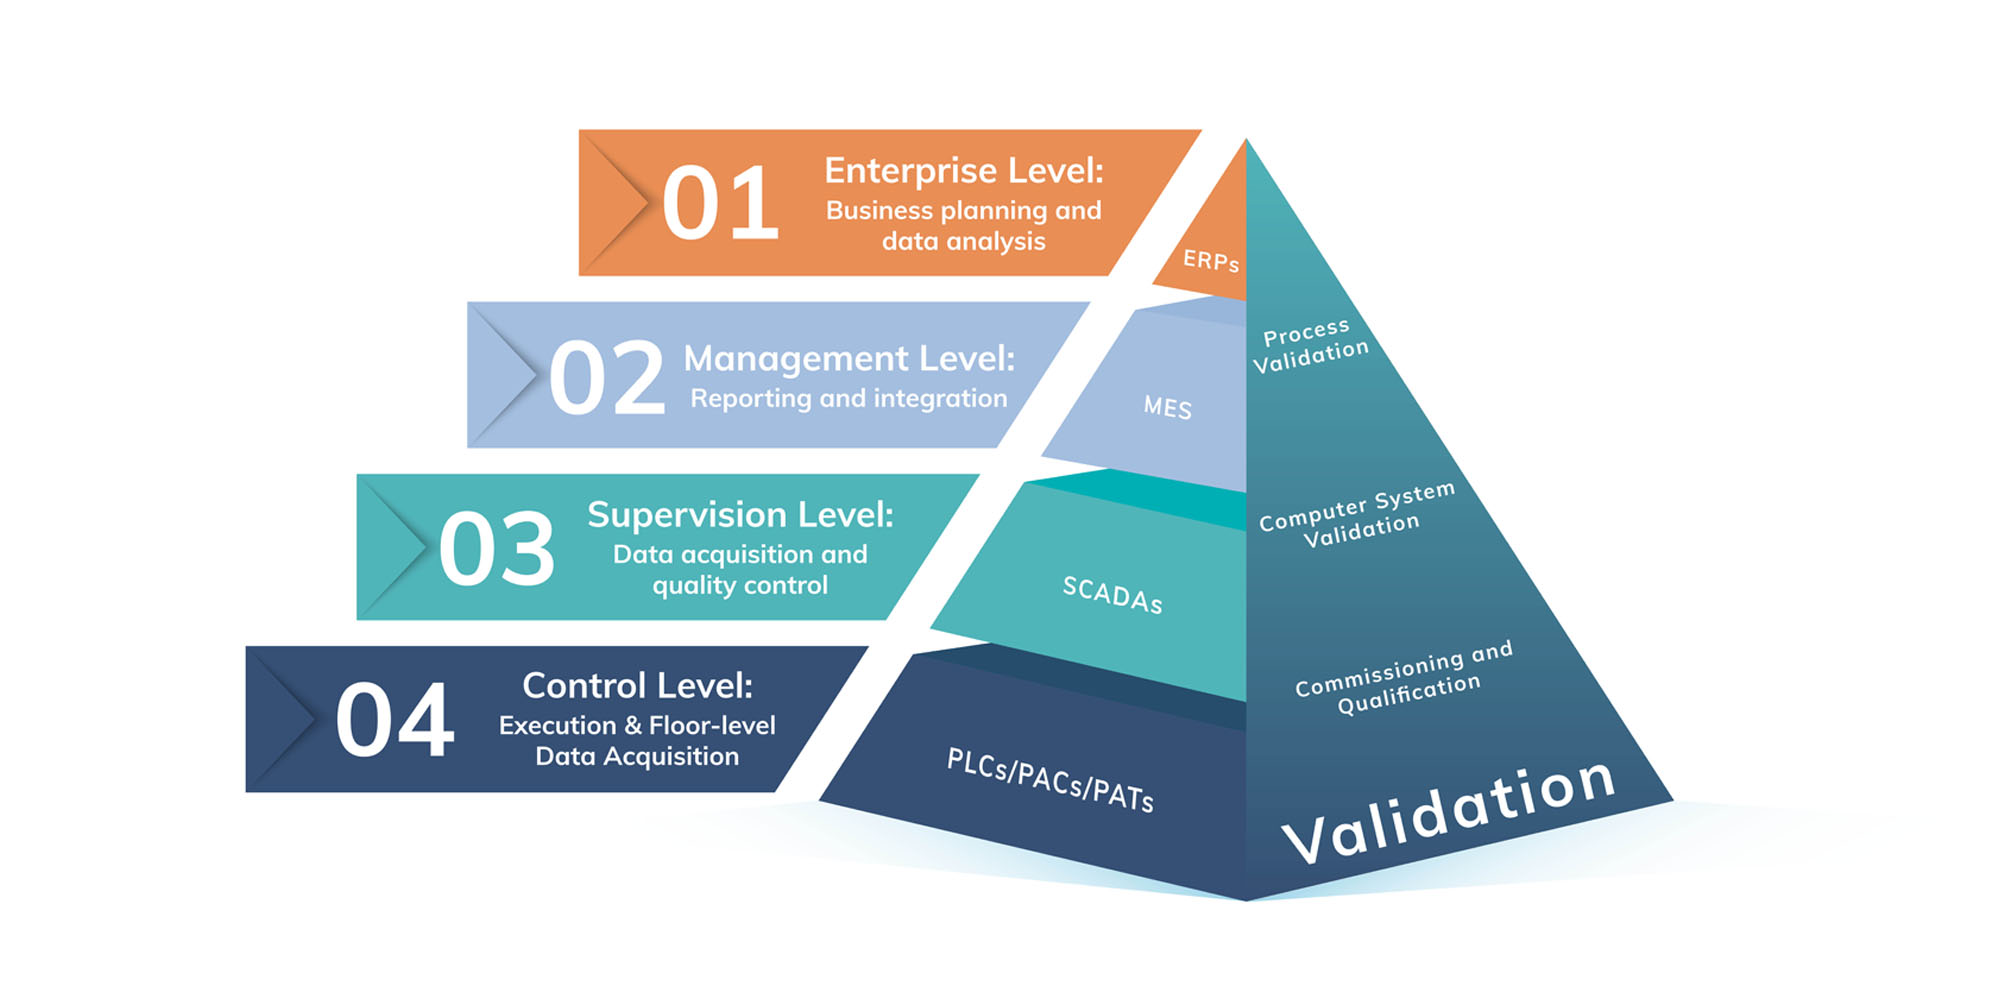 01
Enterprise Level:
Business planning and
data analysis
ERPs
02
Management Level:
Reporting and integration
MES
03
Supervision Level:
Data acquisition and
quality control
SCADAs
04
Control Level:
Execution & Floor-level
Data Acquisition
PLCs/PACs/PATs
Process
Validation
Computer System
Validation
Commissioning and
Qualification
Validation